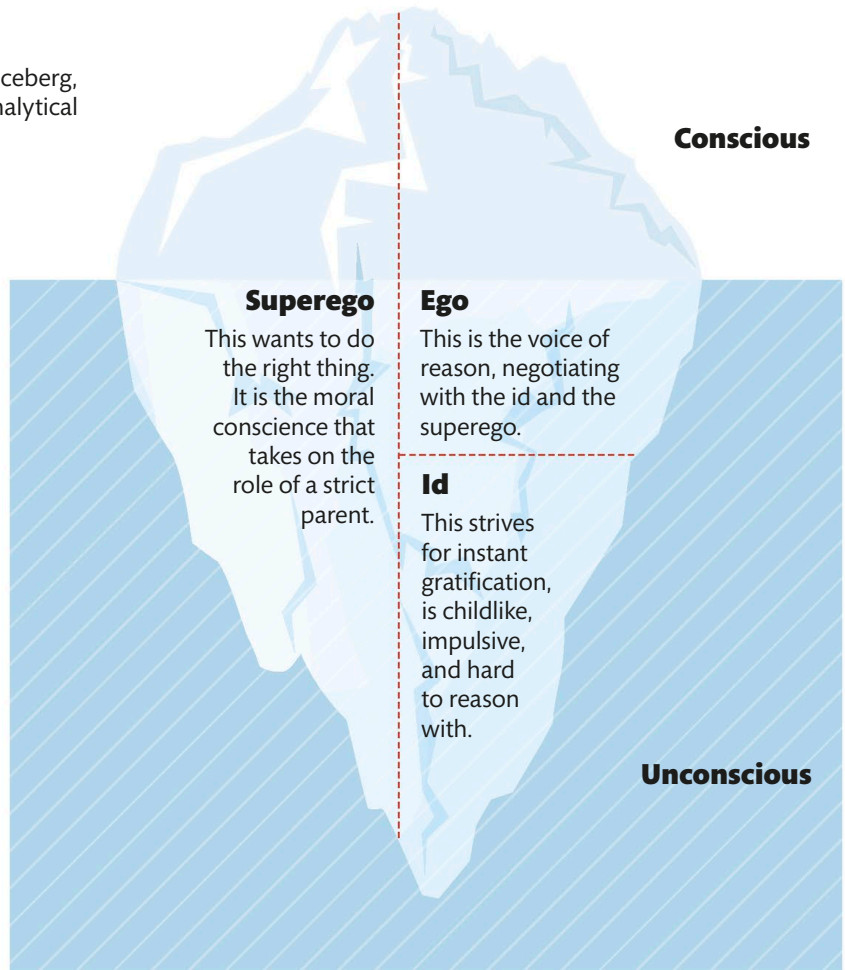 ceberg,
nalytical
Conscious
Superego
This wants to do
the right thing.
It is the moral
conscience that
takes on the
role of a strict
parent.
Ego
This is the voice of
reason, negotiating
with the id and the
superego.
Id
This strives
for instant
gratification,
is childlike,
impulsive,
and hard
to reason
with.
Unconscious